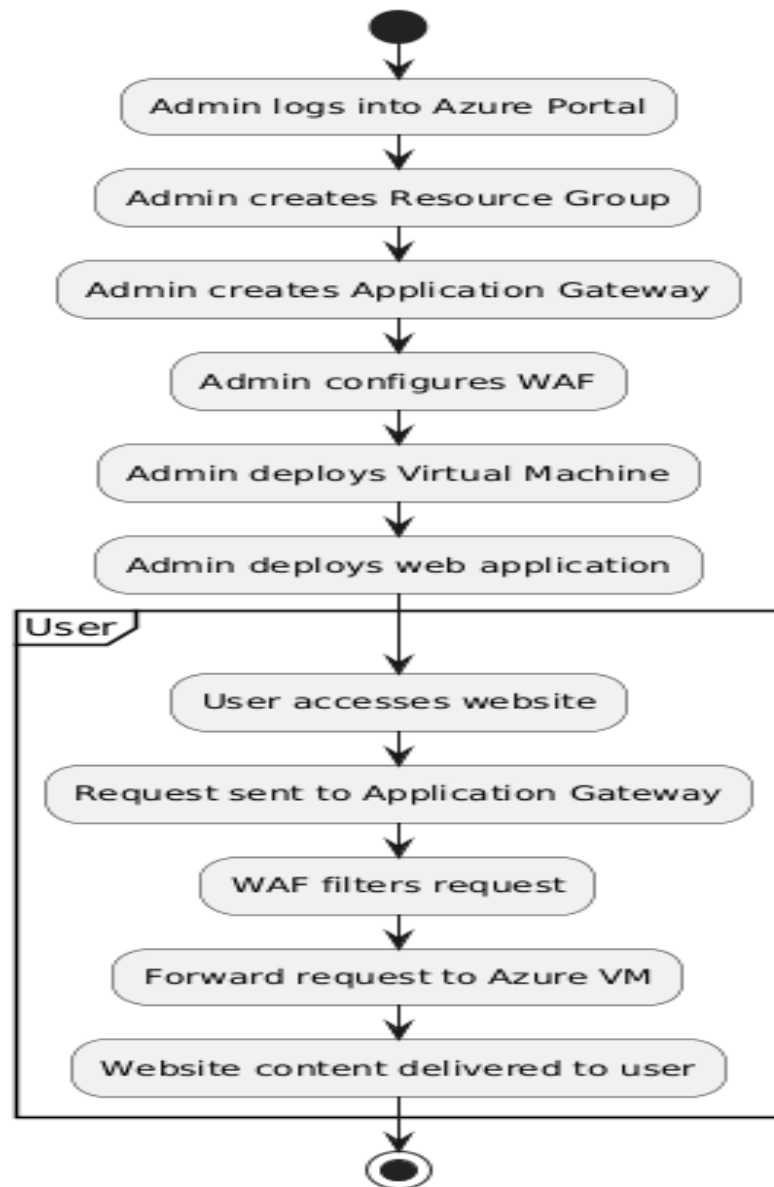 Admin logs into Azure Portal
Admin creates Resource Group
Admin creates Application Gateway
Admin configures WAF
Admin deploys Virtual Machine
Admin deploys web application
User
User accesses website
Request sent to Application Gateway
WAF filters request
Forward request to Azure VM
Website content delivered to user